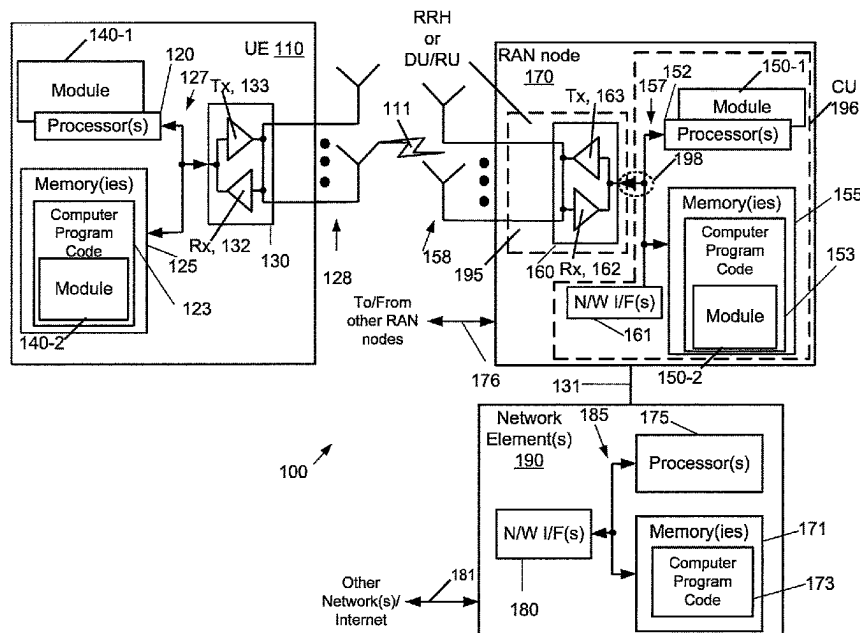 140-1
120
UE 110
127
Tx, 133
Module
Processor(s)
Memory(ies)
Computer
Program
Code
Module
Rx, 132
125
130
123
140-2
128
RRH
or
DU/RU
111
158
To/From
other RAN
nodes
176
RAN node
170
152
150-1
157
Module
CU
196
Tx, 163
Processor(s)
198
Memory(ies)
155
Computer
Program
Code
153
195
160
Rx, 162
N/W I/F(s)
161
Module
150-2
131
100
Network
Element(s)
190
185
175
Processor(s)
N/W I/F(s)
180
Memory(ies)
171
Computer
Program
Code
173
181
Other
Network(s)/
Internet